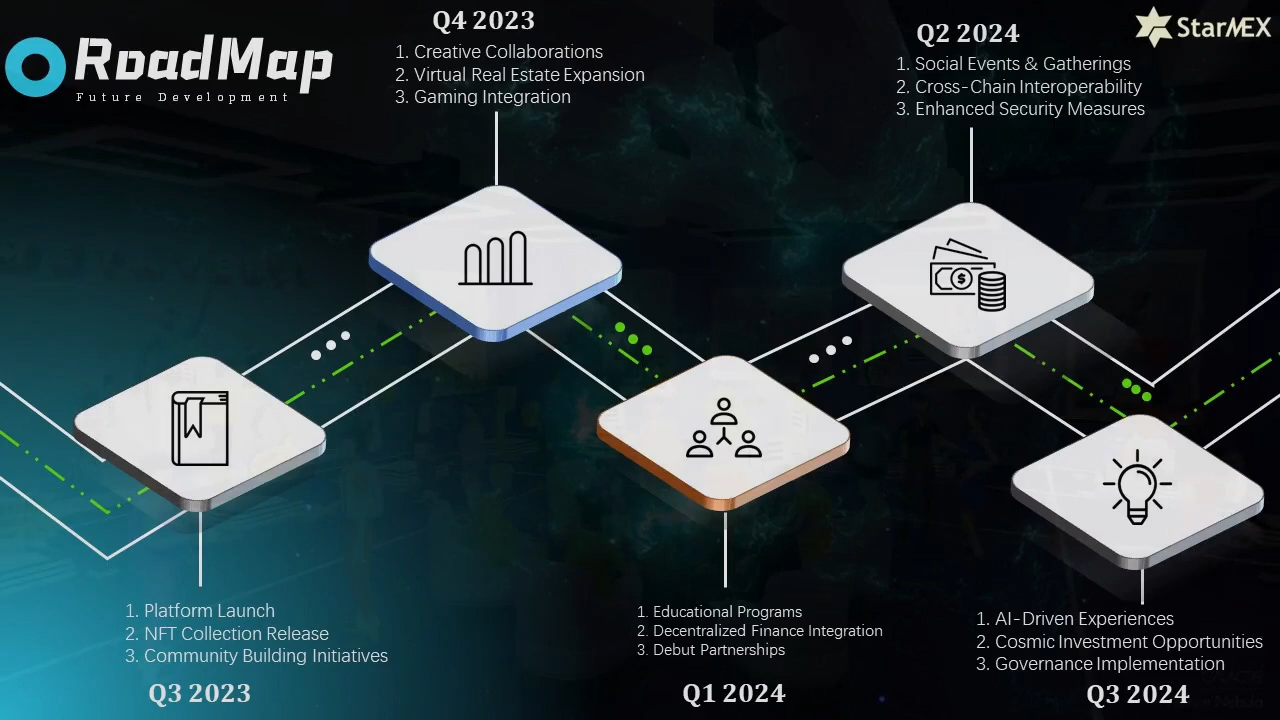 RoadMap
Future Development
StarMEX
Q4 2023
1. Creative Collaborations
2. Virtual Real Estate Expansion
3. Gaming Integration
Q2 2024
1. Social Events & Gatherings
2. Cross-Chain Interoperability
3. Enhanced Security Measures
1. Platform Launch
2. NFT Collection Release
3. Community Building Initiatives
Q3 2023
1. Educational Programs
2. Decentralized Finance Integration
3. Debut Partnerships
Q1 2024
1. AI-Driven Experiences
2. Cosmic Investment Opportunities
3. Governance Implementation
Q3 2024